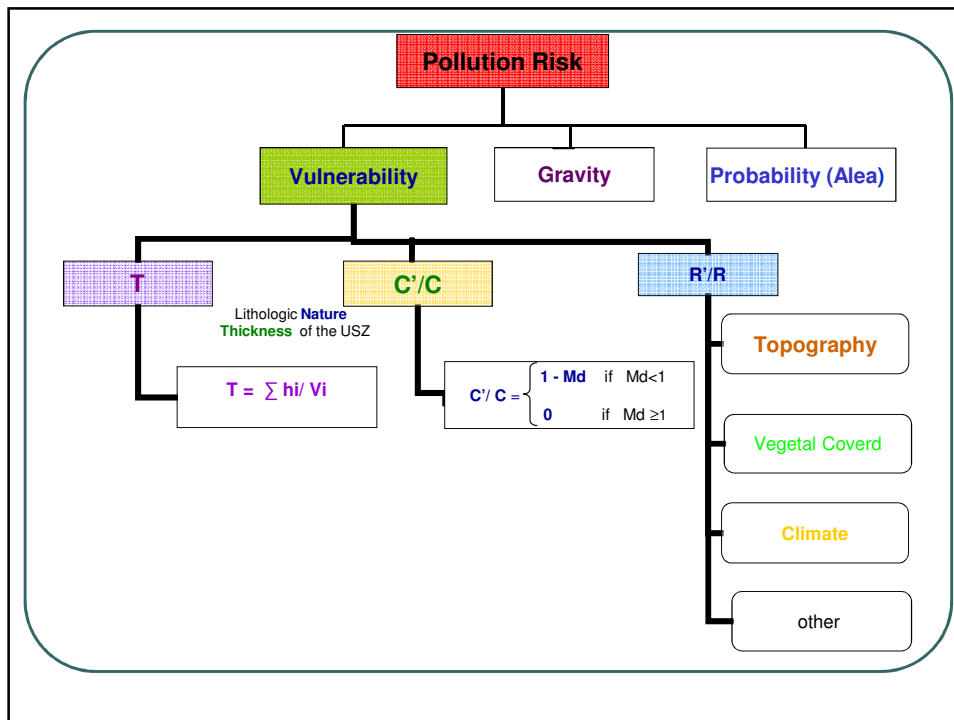 Pollution Risk
Vulnerability
Gravity
Probability (Alea)
T
C’/C
R’/R
Lithologic Nature
Thickness of the USZ
T = ∑ hi/ Vi
C’/ C =
1 - Md if Md<1
0 if Md ≥1
Topography
Vegetal Coverd
Climate
other